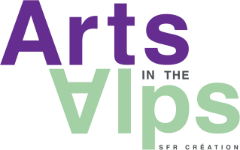 Arts
IN THE
Alps
SFR CRÉATION